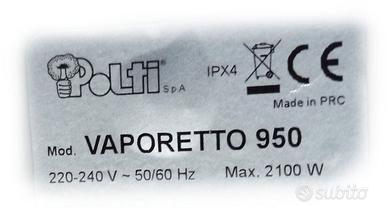 Polti SpA
IPX4
CE
Made in PRC
Mod. VAPORETTO 950
220-240 V ~ 50/60 Hz Max. 2100 W
subito